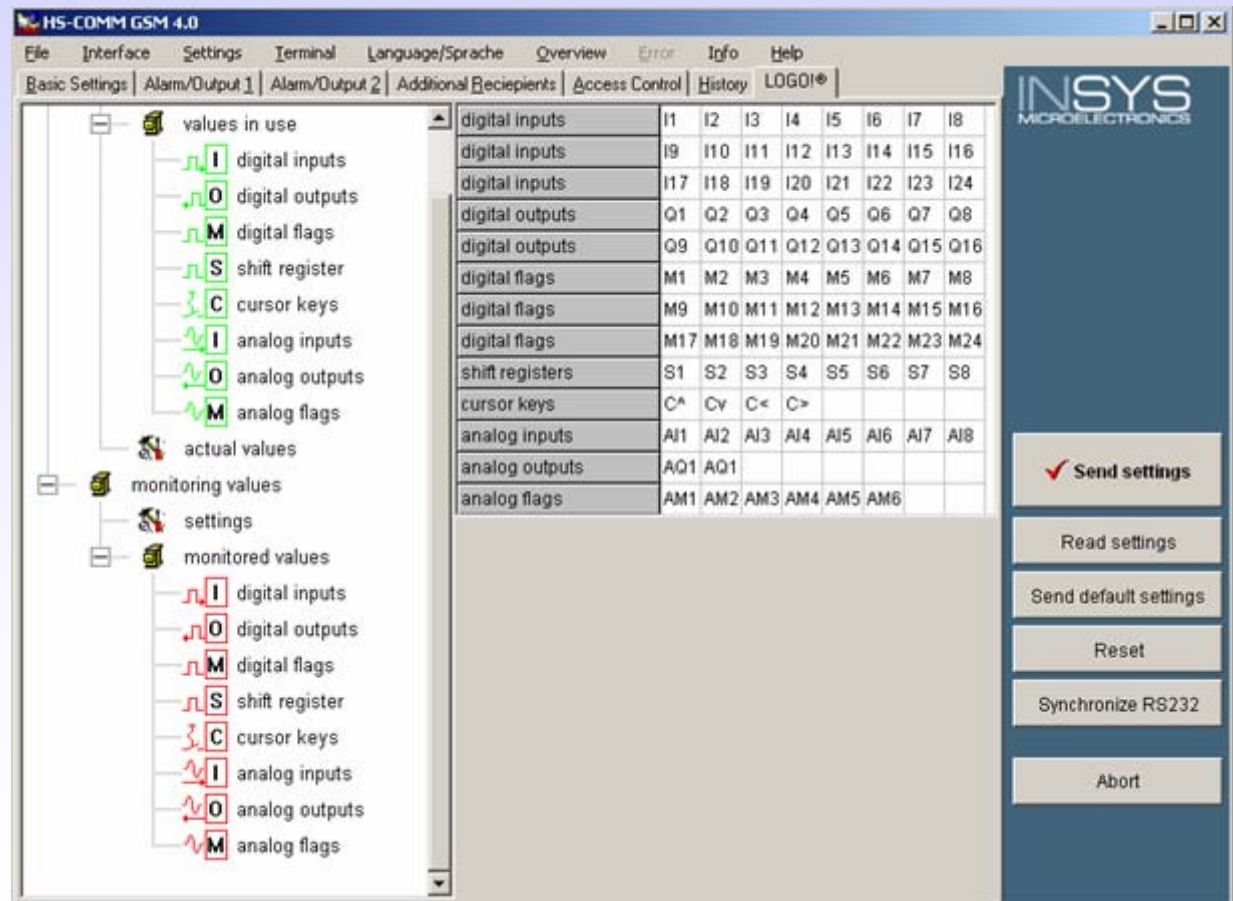 HS-COMM GSM 4.0
File Interface Settings Terminal Language/Sprache Overview Error Info Help
Basic Settings Alarm/Output 1 Alarm/Output 2 Additional Reciepients Access Control History LOGO!®
INSYS
MICROELECTRONICS
values in use
I digital inputs
O digital outputs
M digital flags
S shift register
C cursor keys
I analog inputs
O analog outputs
M analog flags
actual values
monitoring values
settings
monitored values
I digital inputs
O digital outputs
M digital flags
S shift register
C cursor keys
I analog inputs
O analog outputs
M analog flags
digital inputs I1 I2 I3 I4 I5 I6 I7 I8
digital inputs I9 I10 I11 I12 I13 I14 I15 I16
digital inputs I17 I18 I19 I20 I21 I22 I23 I24
digital outputs Q1 Q2 Q3 Q4 Q5 Q6 Q7 Q8
digital outputs Q9 Q10 Q11 Q12 Q13 Q14 Q15 Q16
digital flags M1 M2 M3 M4 M5 M6 M7 M8
digital flags M9 M10 M11 M12 M13 M14 M15 M16
digital flags M17 M18 M19 M20 M21 M22 M23 M24
shift registers S1 S2 S3 S4 S5 S6 S7 S8
cursor keys C^ Cv C< C>
analog inputs AI1 AI2 AI3 AI4 AI5 AI6 AI7 AI8
analog outputs AQ1 AQ1
analog flags AM1 AM2 AM3 AM4 AM5 AM6
Send settings
Read settings
Send default settings
Reset
Synchronize RS232
Abort